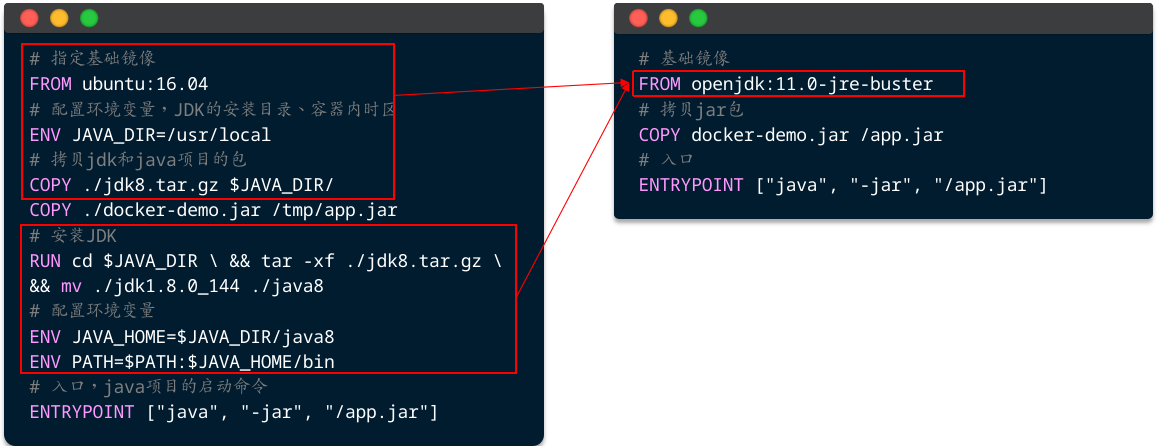 # 指定基础镜像
FROM ubuntu:16.04
# 配置环境变量，JDK的安装目录、容器内时区
ENV JAVA_DIR=/usr/local
# 拷贝jdk和java项目的包
COPY ./jdk8.tar.gz $JAVA_DIR/
COPY ./docker-demo.jar /tmp/app.jar
# 安装JDK
RUN cd $JAVA_DIR \ && tar -xf ./jdk8.tar.gz \
&& mv ./jdk1.8.0_144 ./java8
# 配置环境变量
ENV JAVA_HOME=$JAVA_DIR/java8
ENV PATH=$PATH:$JAVA_HOME/bin
# 入口，java项目的启动命令
ENTRYPOINT ["java", "-jar", "/app.jar"]
# 基础镜像
FROM openjdk:11.0-jre-buster
# 拷贝jar包
COPY docker-demo.jar /app.jar
# 入口
ENTRYPOINT ["java", "-jar", "/app.jar"]